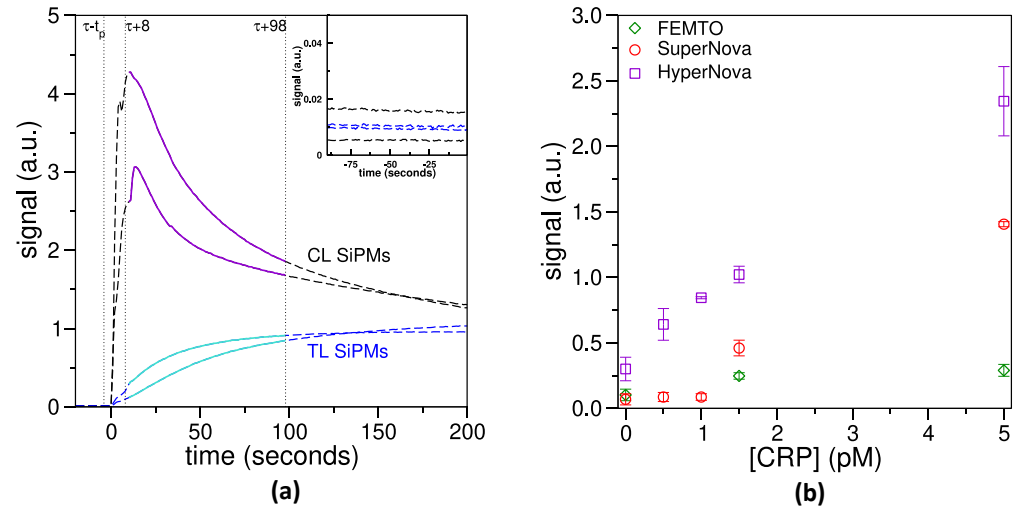 5
4
3
2
1
0
signal (a.u.)
τ-tp
τ+8
τ+98
0.04
0.02
0
signal (a.u.)
-75
-50
-25
time (seconds)
CL SiPMs
TL SiPMs
0
50
100
150
200
time (seconds)
(a)
3.0
2.5
2.0
1.5
1.0
0.5
0.0
signal (a.u.)
FEMTO
SuperNova
HyperNova
0
1
2
3
4
5
[CRP] (pM)
(b)